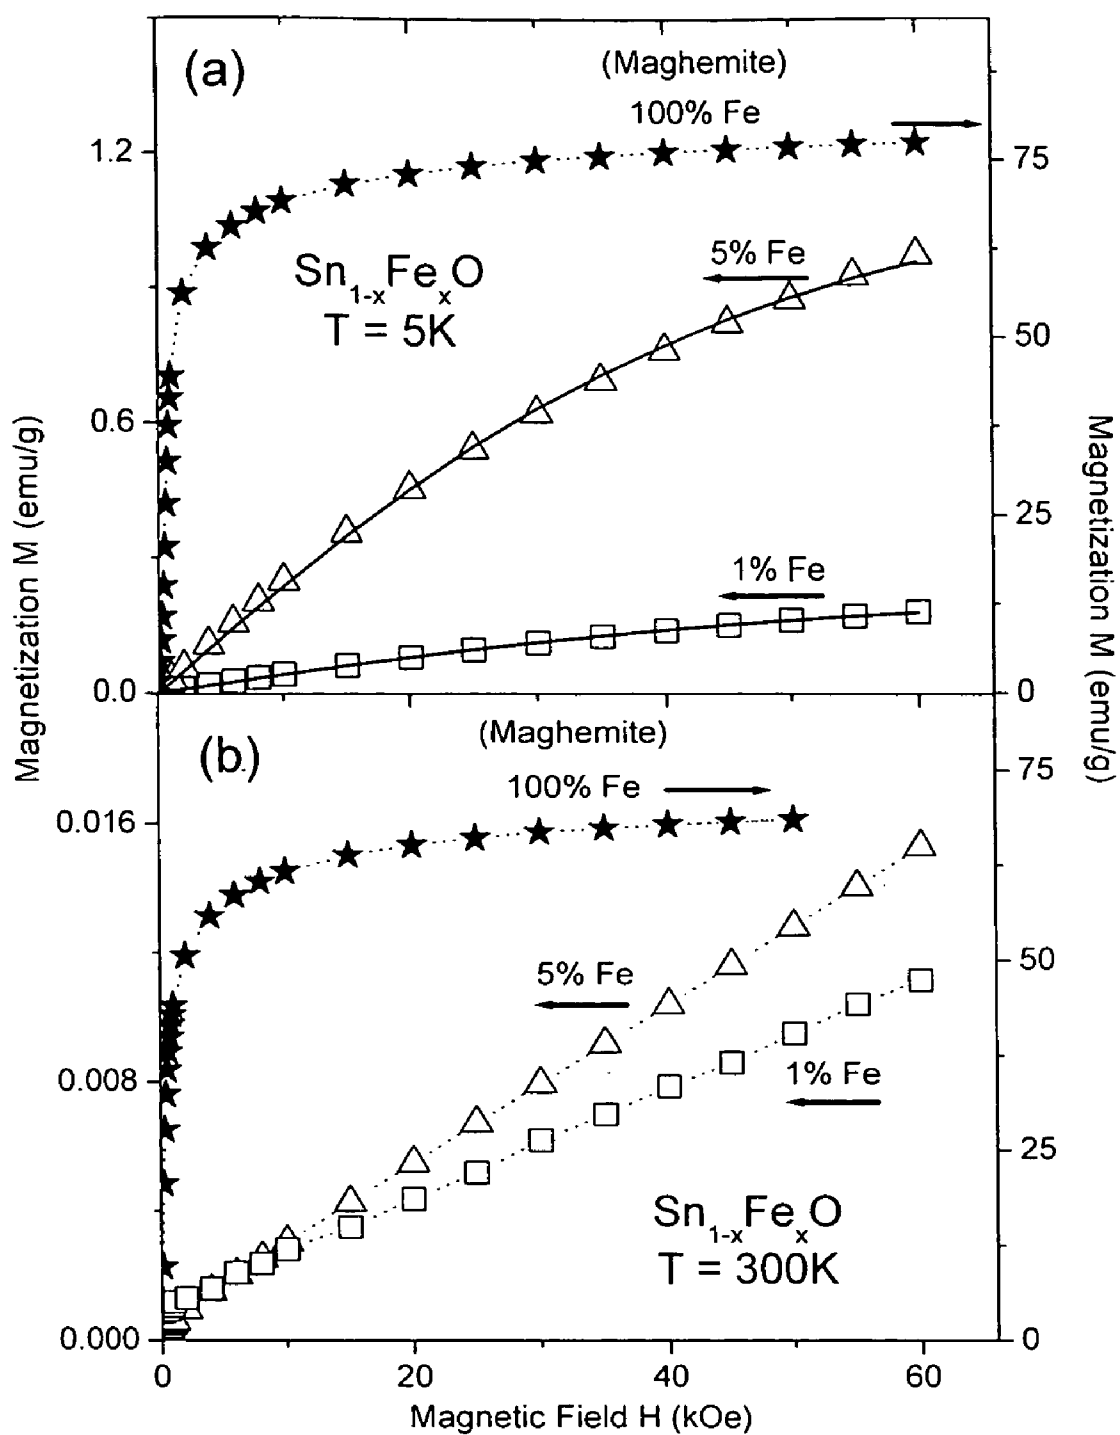 (a)
(Maghemite)
100% Fe
1.2
75
5% Fe
Sn₁₋ₓFeₓO
T = 5K
50
0.6
25
1% Fe
0.0
0
Magnetization M (emu/g)
Magnetization M (emu/g)
(b)
(Maghemite)
100% Fe
75
0.016
5% Fe
50
1% Fe
0.008
25
Sn₁₋ₓFeₓO
T = 300K
0.000
0
0 20 40 60
Magnetic Field H (kOe)